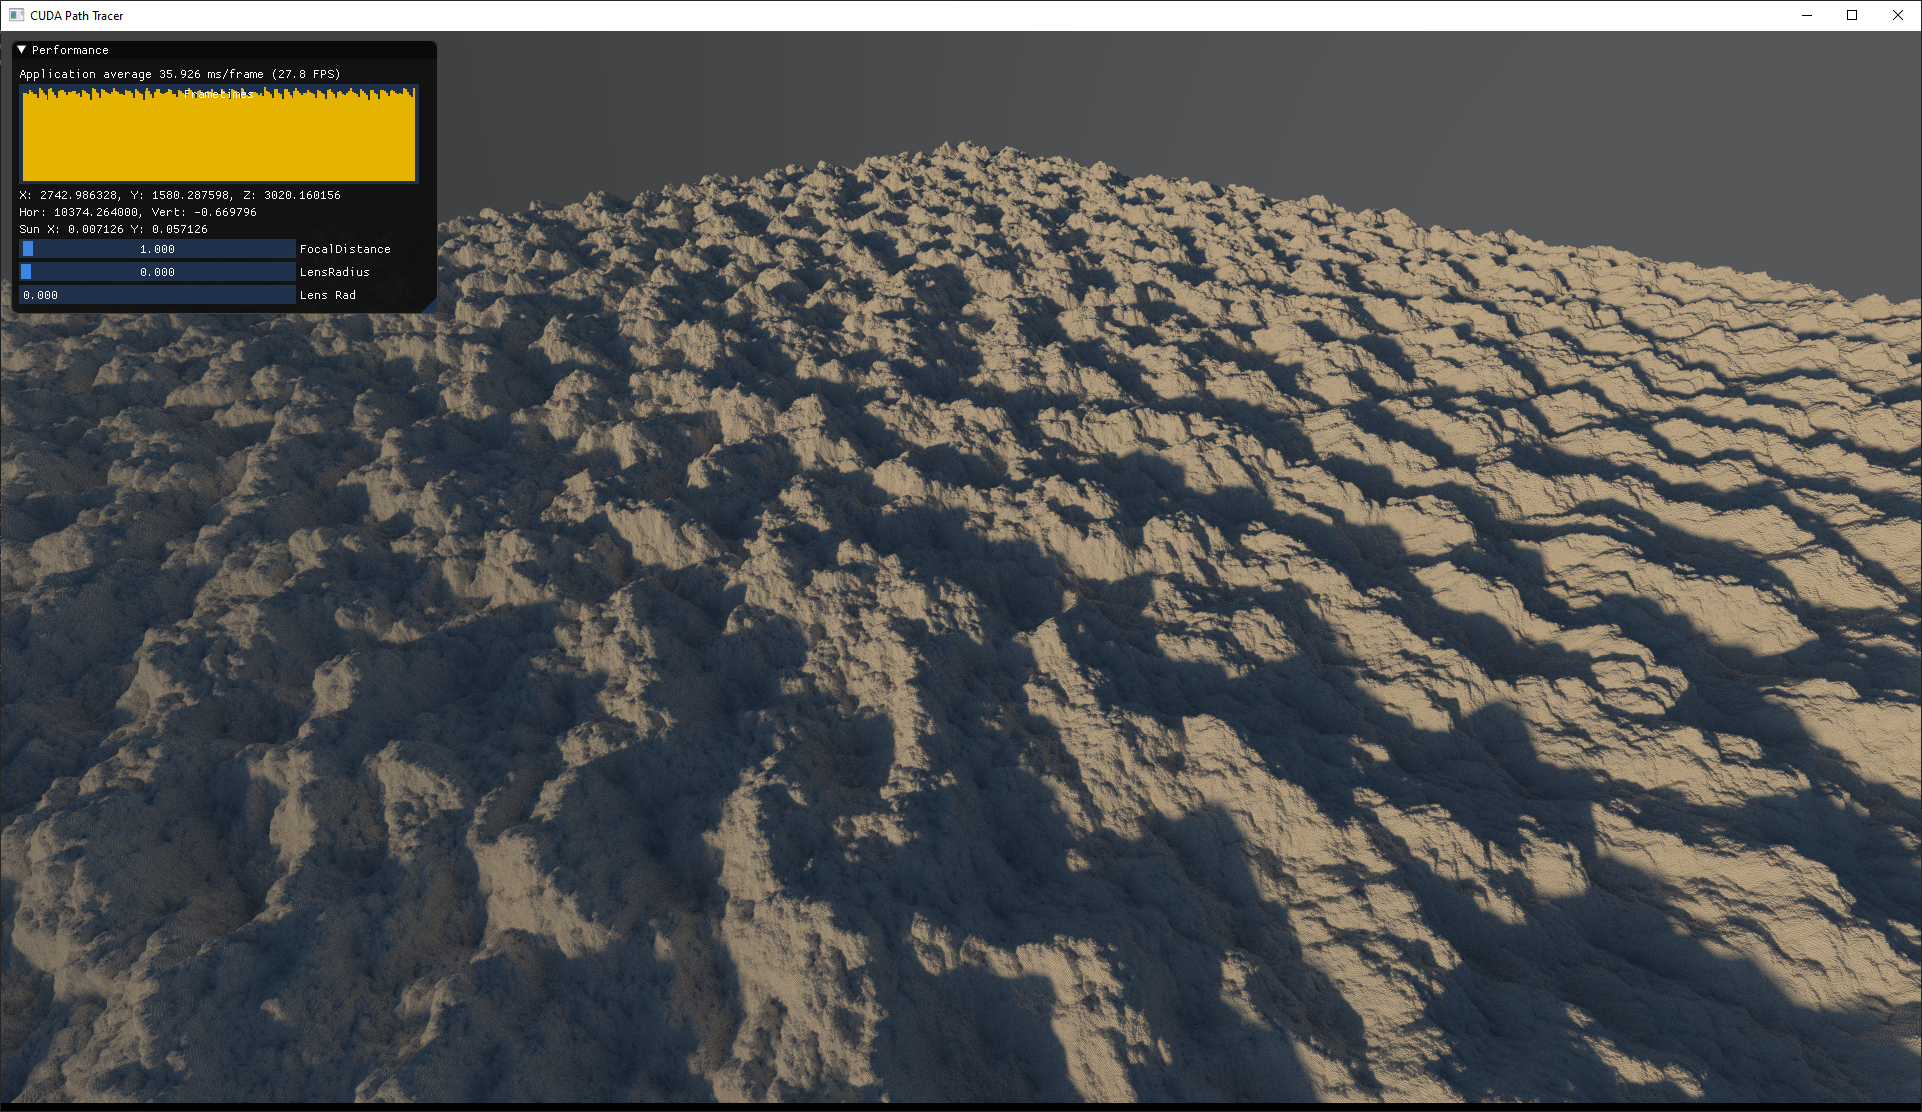 CUDA Path Tracer
Performance
Application average 35.926 ms/frame (27.8 FPS)
Frametimes
X: 2742.986328, Y: 1580.287598, Z: 3020.160156
Hor: 10374.264000, Vert: -0.669796
Sun X: 0.007126 Y: 0.057126
1.000 FocalDistance
0.000 LensRadius
0.000 Lens Rad